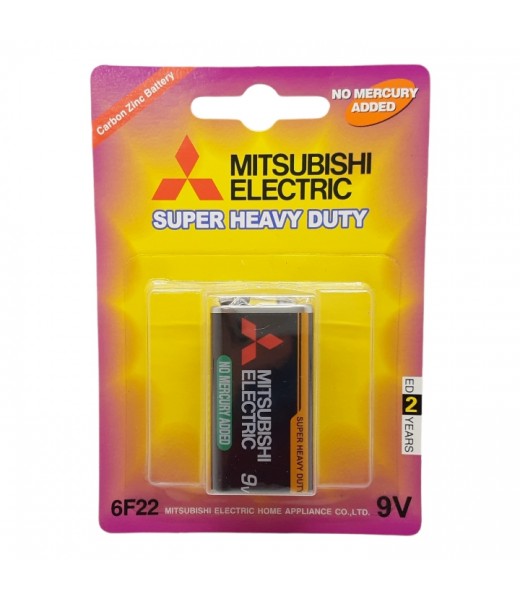 Carbon Zinc Battery
NO MERCURY
ADDED
MITSUBISHI
ELECTRIC
SUPER HEAVY DUTY
MITSUBISHI
ELECTRIC
NO MERCURY ADDED
SUPER HEAVY DUTY
9V
ED 2 YEARS
6F22
MITSUBISHI ELECTRIC HOME APPLIANCE CO.,LTD.
9V